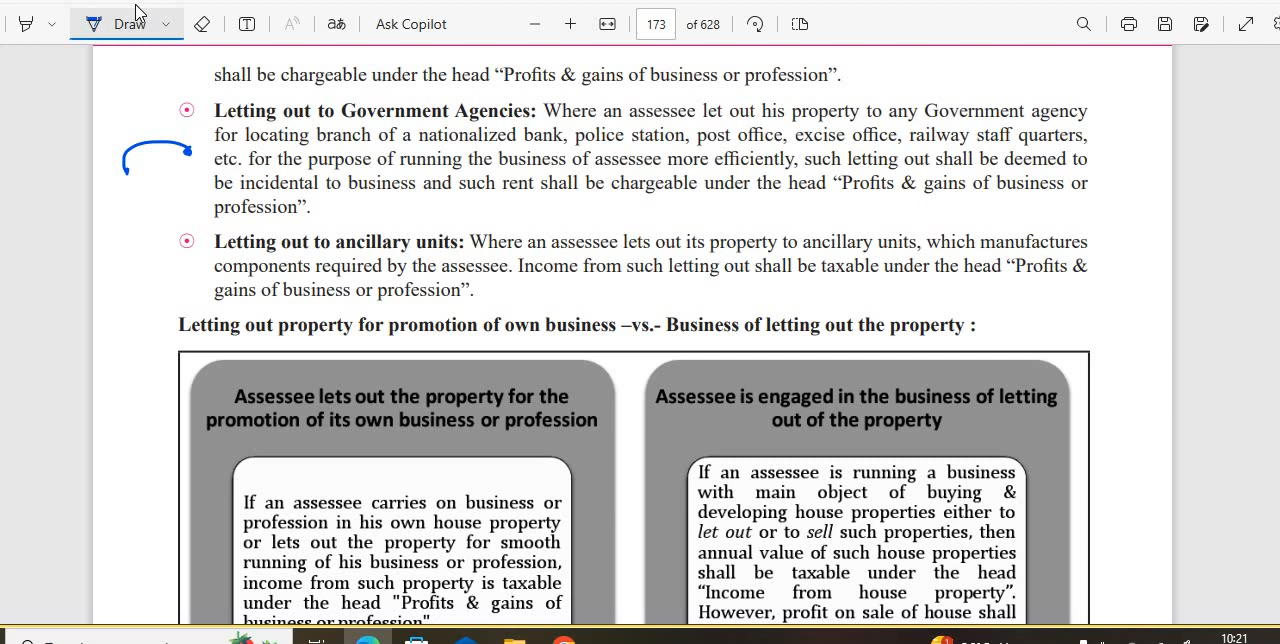 Draw
aあ
Ask Copilot
173 of 628
shall be chargeable under the head “Profits & gains of business or profession”.
Letting out to Government Agencies: Where an assessee let out his property to any Government agency
for locating branch of a nationalized bank, police station, post office, excise office, railway staff quarters,
etc. for the purpose of running the business of assessee more efficiently, such letting out shall be deemed to
be incidental to business and such rent shall be chargeable under the head “Profits & gains of business or
profession”.
Letting out to ancillary units: Where an assessee lets out its property to ancillary units, which manufactures
components required by the assessee. Income from such letting out shall be taxable under the head “Profits &
gains of business or profession”.
Letting out property for promotion of own business –vs.- Business of letting out the property :
Assessee lets out the property for the
promotion of its own business or profession
If an assessee carries on business or
profession in his own house property
or lets out the property for smooth
running of his business or profession,
income from such property is taxable
under the head "Profits & gains of
business or profession"
Assessee is engaged in the business of letting
out of the property
If an assessee is running a business
with main object of buying &
developing house properties either to
let out or to sell such properties, then
annual value of such house properties
shall be taxable under the head
“Income from house property”.
However, profit on sale of house shall
10:21